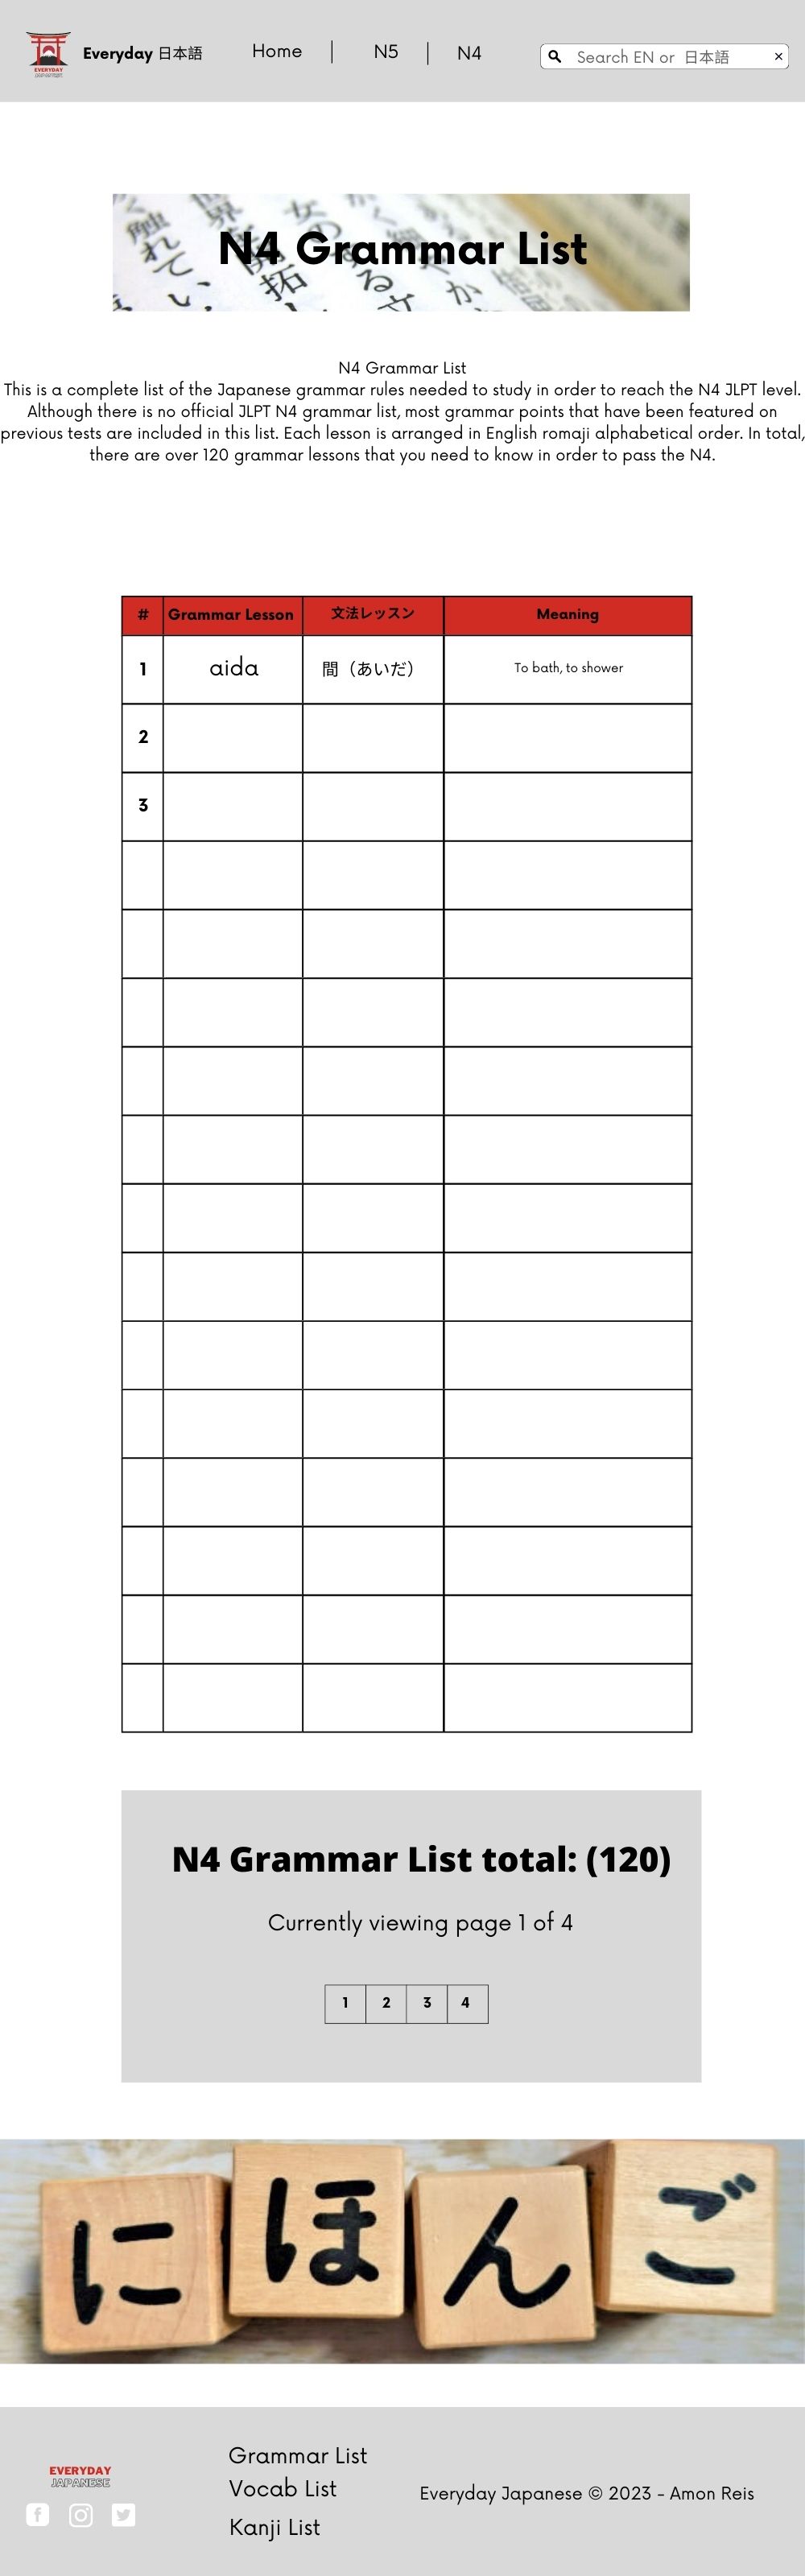 EVERYDAY
Everyday 日本語
Home
N5
N4
Search EN or 日本語
×
N4 Grammar List
N4 Grammar List
This is a complete list of the Japanese grammar rules needed to study in order to reach the N4 JLPT level.
Although there is no official JLPT N4 grammar list, most grammar points that have been featured on
previous tests are included in this list. Each lesson is arranged in English romaji alphabetical order. In total,
there are over 120 grammar lessons that you need to know in order to pass the N4.
# Grammar Lesson 文法レッスン Meaning
1 aida 間（あいだ） To bath, to shower
2
3
N4 Grammar List total: (120)
Currently viewing page 1 of 4
1 2 3 4
にほんご
EVERYDAY
JAPANESE
Grammar List
Vocab List
Kanji List
Everyday Japanese © 2023 - Amon Reis